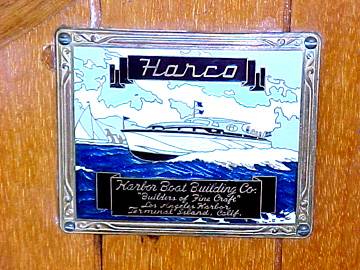 Harco
Harbor Boat Building Co.
"Builders of Fine Craft"
Los Angeles Harbor
Terminal Island, Calif.